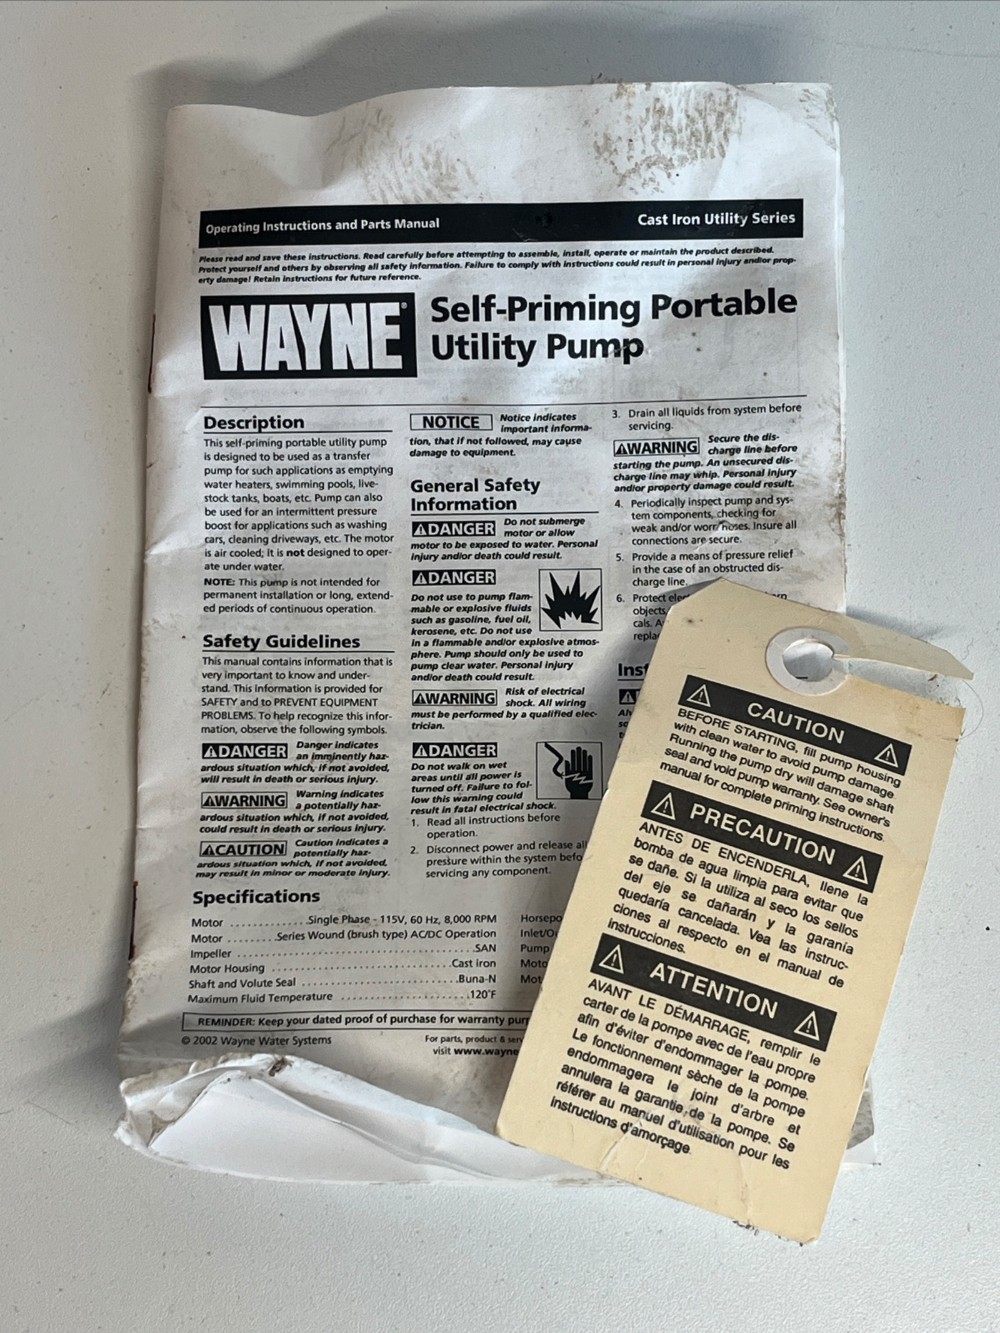 Operating Instructions and Parts Manual
Cast Iron Utility Series
Please read and save these instructions. Read carefully before attempting to assemble, install, operate or maintain the product described.
Protect yourself and others by observing all safety information. Failure to comply with instructions could result in personal injury and/or prop-
erty damage! Retain instructions for future reference.
WAYNE®
Self-Priming Portable
Utility Pump
Description
This self-priming portable utility pump
is designed to be used as a transfer
pump for such applications as emptying
water heaters, swimming pools, live-
stock tanks, boats, etc. Pump can also
be used for an intermittent pressure
boost for applications such as washing
cars, cleaning driveways, etc. The motor
is air cooled; it is not designed to oper-
ate under water.
NOTE: This pump is not intended for
permanent installation or long, extend-
ed periods of continuous operation.
Safety Guidelines
This manual contains information that is
very important to know and under-
stand. This information is provided for
SAFETY and to PREVENT EQUIPMENT
PROBLEMS. To help recognize this infor-
mation, observe the following symbols.
DANGER Danger indicates
an imminently haz-
ardous situation which, if not avoided,
will result in death or serious injury.
WARNING Warning indicates
a potentially haz-
ardous situation which, if not avoided,
could result in death or serious injury.
CAUTION Caution indicates a
potentially haz-
ardous situation which, if not avoided,
may result in minor or moderate injury.
NOTICE Notice indicates
important informa-
tion, that if not followed, may cause
damage to equipment.
General Safety
Information
DANGER Do not submerge
motor or allow
motor to be exposed to water. Personal
injury and/or death could result.
DANGER
Do not use to pump flam-
mable or explosive fluids
such as gasoline, fuel oil,
kerosene, etc. Do not use
in a flammable and/or explosive atmos-
phere. Pump should only be used to
pump clear water. Personal injury
and/or death could result.
WARNING Risk of electrical
shock. All wiring
must be performed by a qualified elec-
trician.
DANGER
Do not walk on wet
areas until all power is
turned off. Failure to fol-
low this warning could
result in fatal electrical shock.
1. Read all instructions before
operation.
2. Disconnect power and release all
pressure within the system befo
servicing any component.
3. Drain all liquids from system before
servicing.
WARNING Secure the dis-
charge line before
starting the pump. An unsecured dis-
charge line may whip. Personal injury
and/or property damage could result.
4. Periodically inspect pump and sys-
tem components, checking for
weak and/or worn hoses. Insure all
connections are secure.
5. Provide a means of pressure relief
in the case of an obstructed dis-
charge line.
6. Protect elec
objects,
cals. A
repla
Inst
Specifications
Motor ........ Single Phase - 115V, 60 Hz, 8,000 RPM
Motor ........ Series Wound (brush type) AC/DC Operation
Impeller ........ SAN
Motor Housing ........ Cast iron
Shaft and Volute Seal ........ Buna-N
Maximum Fluid Temperature ........ 120°F
Horsepo
Inlet/O
Pump
Moto
Mot
REMINDER: Keep your dated proof of purchase for warranty pur
© 2002 Wayne Water Systems
For parts, product & serv
visit www.wayne
CAUTION
BEFORE STARTING, fill pump housing
with clean water to avoid pump damage
Running the pump dry will damage shaft
seal and void pump warranty. See owner's
manual for complete priming instructions.
PRECAUTION
ANTES DE ENCENDERLA, llene la
bomba de agua limpia para evitar que
se dañe. Si la utiliza al seco los sellos
del eje se dañarán y la garanía
quedaría cancelada. Vea las instruc-
ciones al respecto en el manual de
instrucciones.
ATTENTION
AVANT LE DÉMARRAGE, remplir le
carter de la pompe avec de l'eau propre
afin d'éviter d'endommager la pompe.
Le fonctionnement sèche de la pompe
endommagera le joint d'arbre et
annulera la garantie de la pompe. Se
référer au manual d'utilisation pour les
instructions d'amorçage.